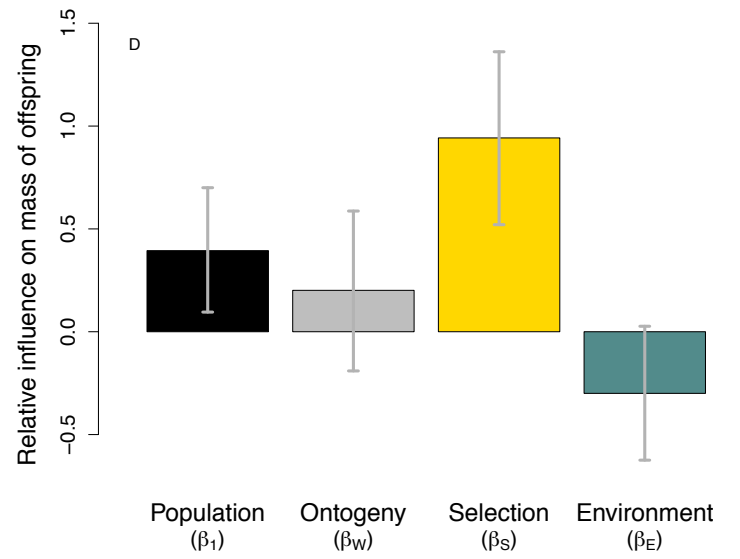 D
Relative influence on mass of offspring
1.5
1.0
0.5
0.0
−0.5
Population Ontogeny Selection Environment
(β₁) (βW) (βS) (βE)